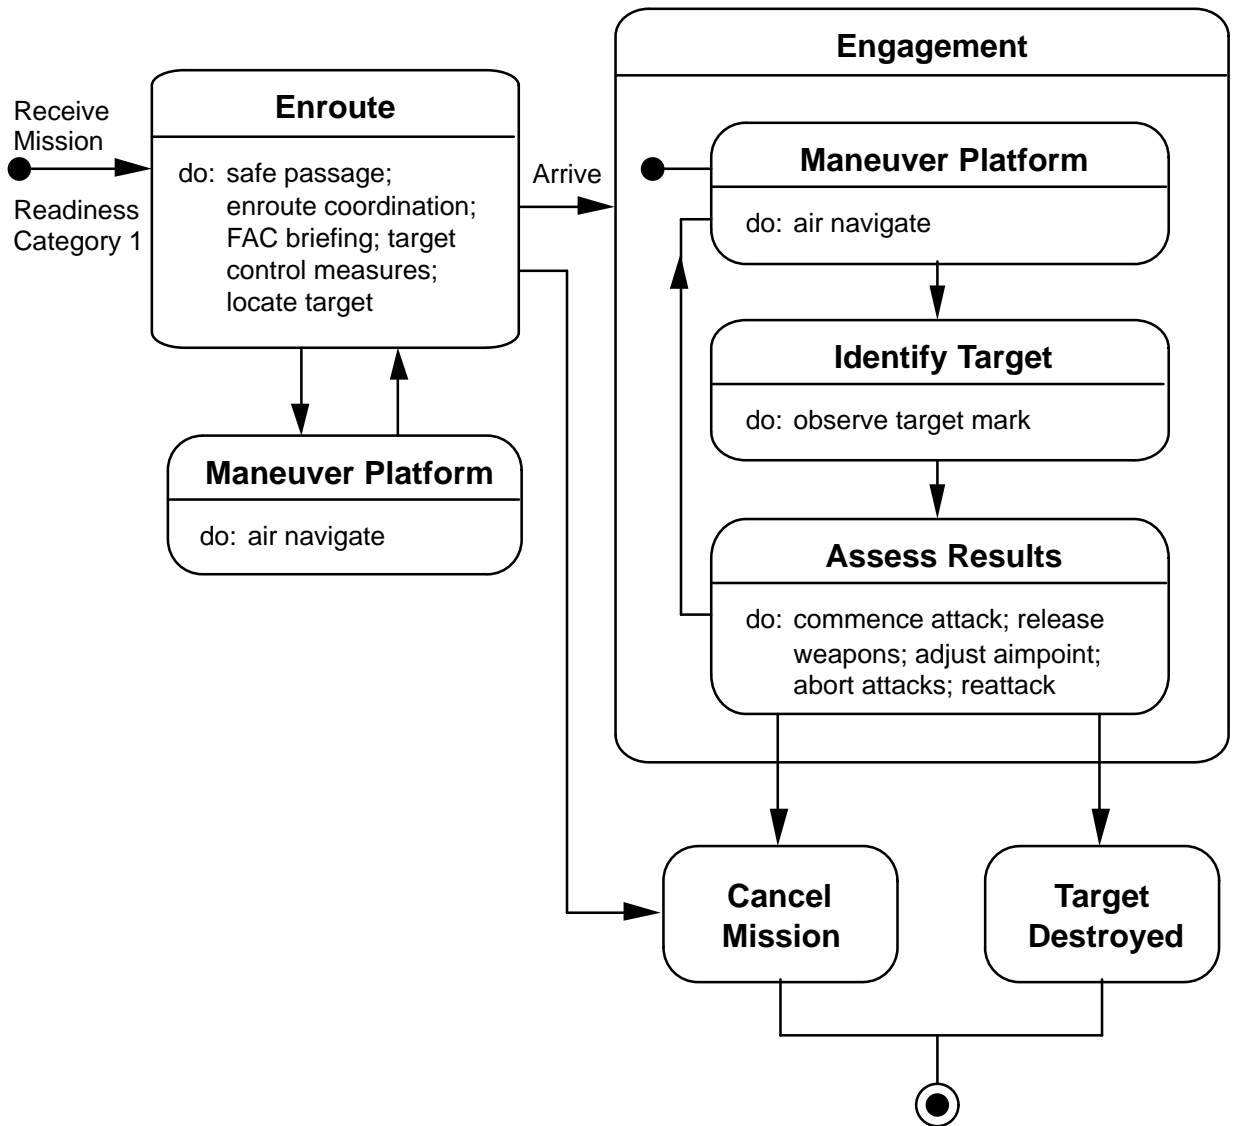 Receive
Mission
Readiness
Category 1
Enroute
do: safe passage;
enroute coordination;
FAC briefing; target
control measures;
locate target
Arrive
Maneuver Platform
do: air navigate
Engagement
Maneuver Platform
do: air navigate
Identify Target
do: observe target mark
Assess Results
do: commence attack; release
weapons; adjust aimpoint;
abort attacks; reattack
Cancel
Mission
Target
Destroyed